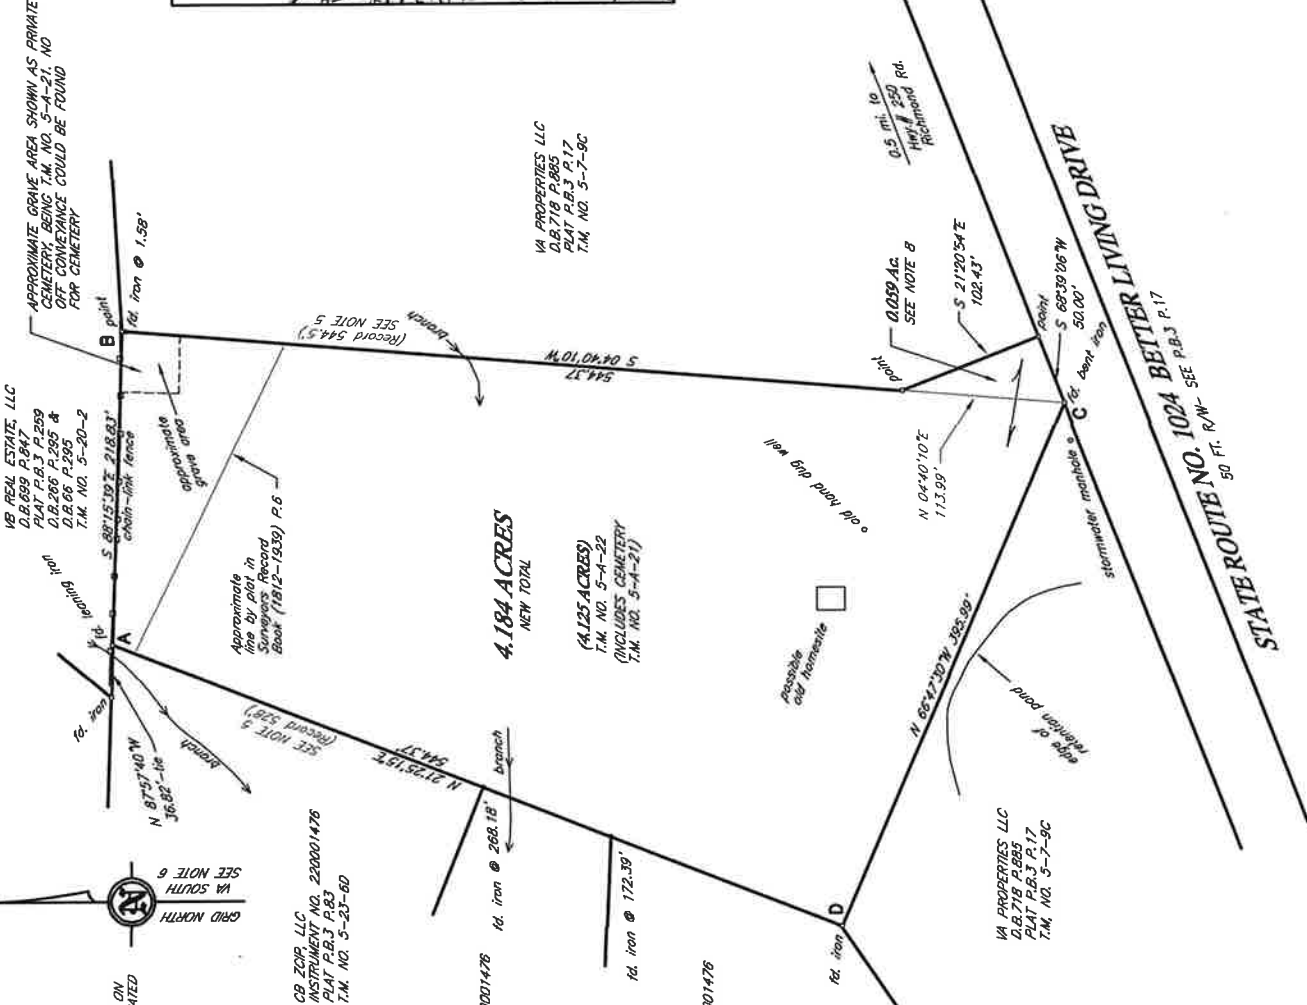 APPROXIMATE GRAVE AREA SHOWN AS PRIVATE
CEMETERY, BEING T.M. NO. 5-A-21. NO
OFF CONVEYANCE COULD BE FOUND
FOR CEMETERY
VB REAL ESTATE, LLC
D.B.699 P.847
PLAT P.B.3 P.259
D.B.266 P.295 &
D.B.66 P.295
T.M. NO. 5-20-2
S 88°15'39"E 218.83'
chain-link fence
B
point
fd. iron @ 1.58'
approximate
grave area
fd. leaning iron
A
fd. iron
N 87°57'40"W
36.82'-tie
branch
Approximate
line by plat in
Surveyors Record
Book (1812-1939) P.6
SEE NOTE 5
(Record 544.5')
branch
S 04°40'10"W
544.37
VA PROPERTIES LLC
D.B.718 P.885
PLAT P.B.3 P.17
T.M. NO. 5-7-9C
0.5 mi. to
Hwy.# 250
Richmond Rd.
0.059 Ac.
SEE NOTE 8
S 21°20'54"E
102.43'
point
point
S 68°39'06"W
50.00'
fd. bent iron
C
N 04°40'10"E
113.99'
old hand dug well
stormwater manhole
STATE ROUTE NO. 1024 BETTER LIVING DRIVE
50 FT. R/W- SEE P.B.3 P.17
4.184 ACRES
NEW TOTAL
(4.125 ACRES)
T.M. NO. 5-A-22
(INCLUDES CEMETERY
T.M. NO. 5-A-21)
possible
old homesite
N 66°47'30"W 395.99'
edge of
retention pond
SEE NOTE 5
(Record 528')
N 21°25'15"E
544.37'
branch
fd. iron @ 268.18'
fd. iron @ 172.39'
D
fd. iron
VA PROPERTIES LLC
D.B.718 P.885
PLAT P.B.3 P.17
T.M. NO. 5-7-9C
GRID NORTH
VA SOUTH
SEE NOTE 6
N
CB ZCIP, LLC
INSTRUMENT NO. 220001476
PLAT P.B.3 P.83
T.M. NO. 5-23-6D
0001476
01476
ON
ATED